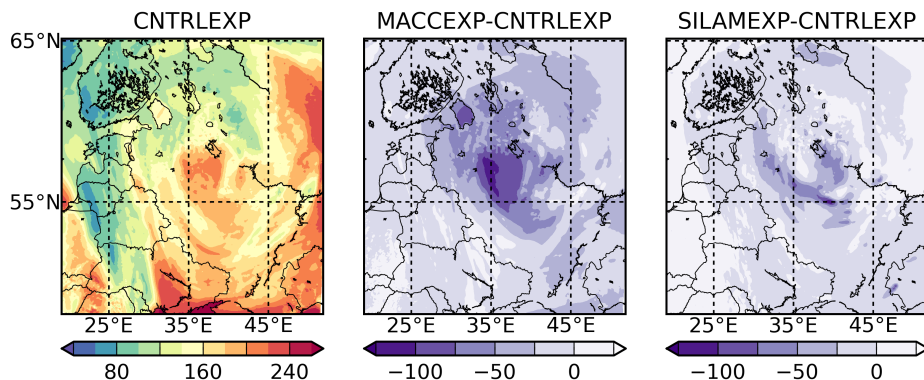 CNTRLEXP MACCEXP-CNTRLEXP SILAMEXP-CNTRLEXP
65°N
55°N
25°E 35°E 45°E 25°E 35°E 45°E 25°E 35°E 45°E
80 160 240 −100 −50 0 −100 −50 0